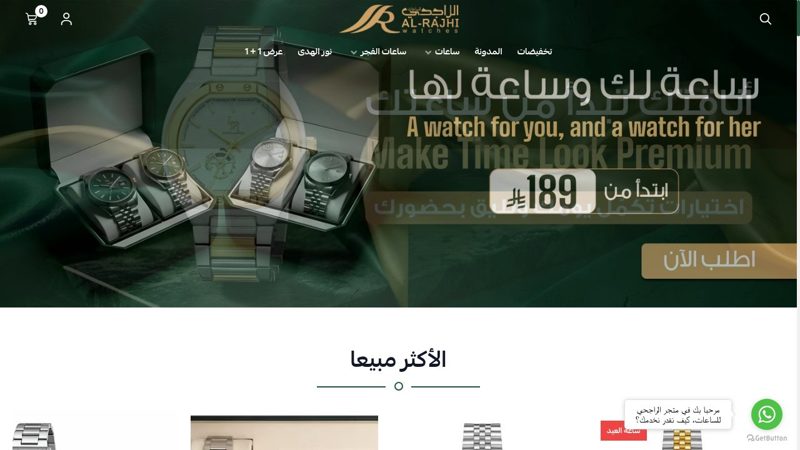 0
الراجحي
AL-RAJHI
watches
تخفيضات
المدونة
ساعات
ساعات الفجر
نور الهدى
عرض 1 + 1
ساعة لك وساعة لها
A watch for you, and a watch for her
Make Time Look Premium
ابتدأ من 189
اطلب الآن
الأكثر مبيعا
ساعة العيد
مرحبا بك في متجر الراجحي
للساعات، كيف نقدر نخدمك؟
GetButton